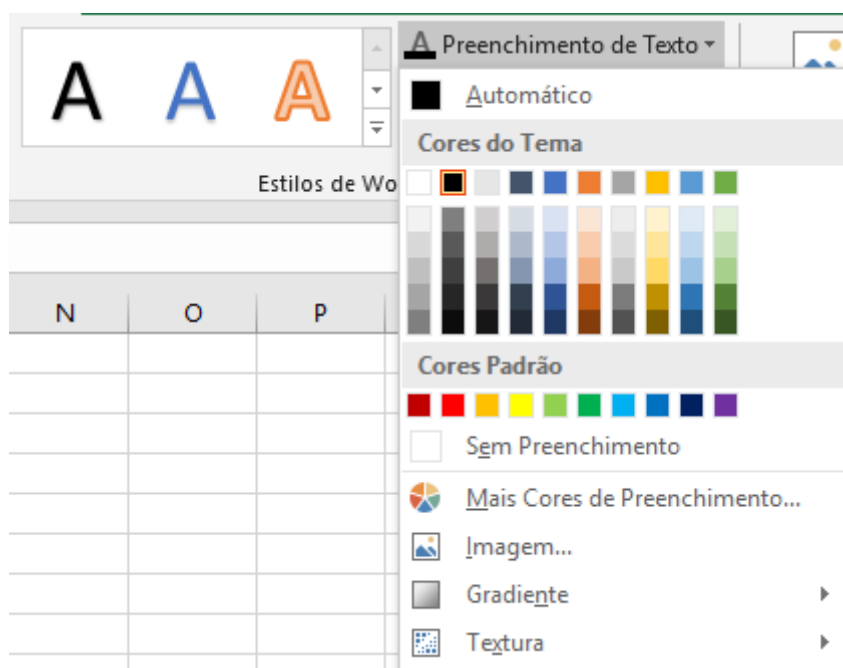 A A A
A Preenchimento de Texto
Automático
Cores do Tema
Estilos de Wo
N O P
Cores Padrão
Sem Preenchimento
Mais Cores de Preenchimento...
Imagem...
Gradiente
Textura